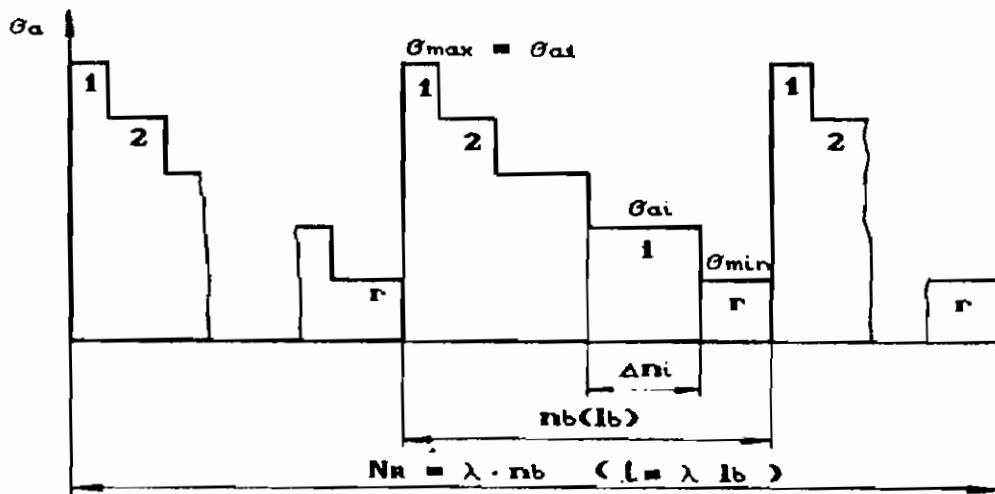 σa
σmax = σa1
1
1
1
2
2
2
σai
i
σmin
r
r
r
Δni
nb(lb)
NR = λ · nb ( l = λ lb )